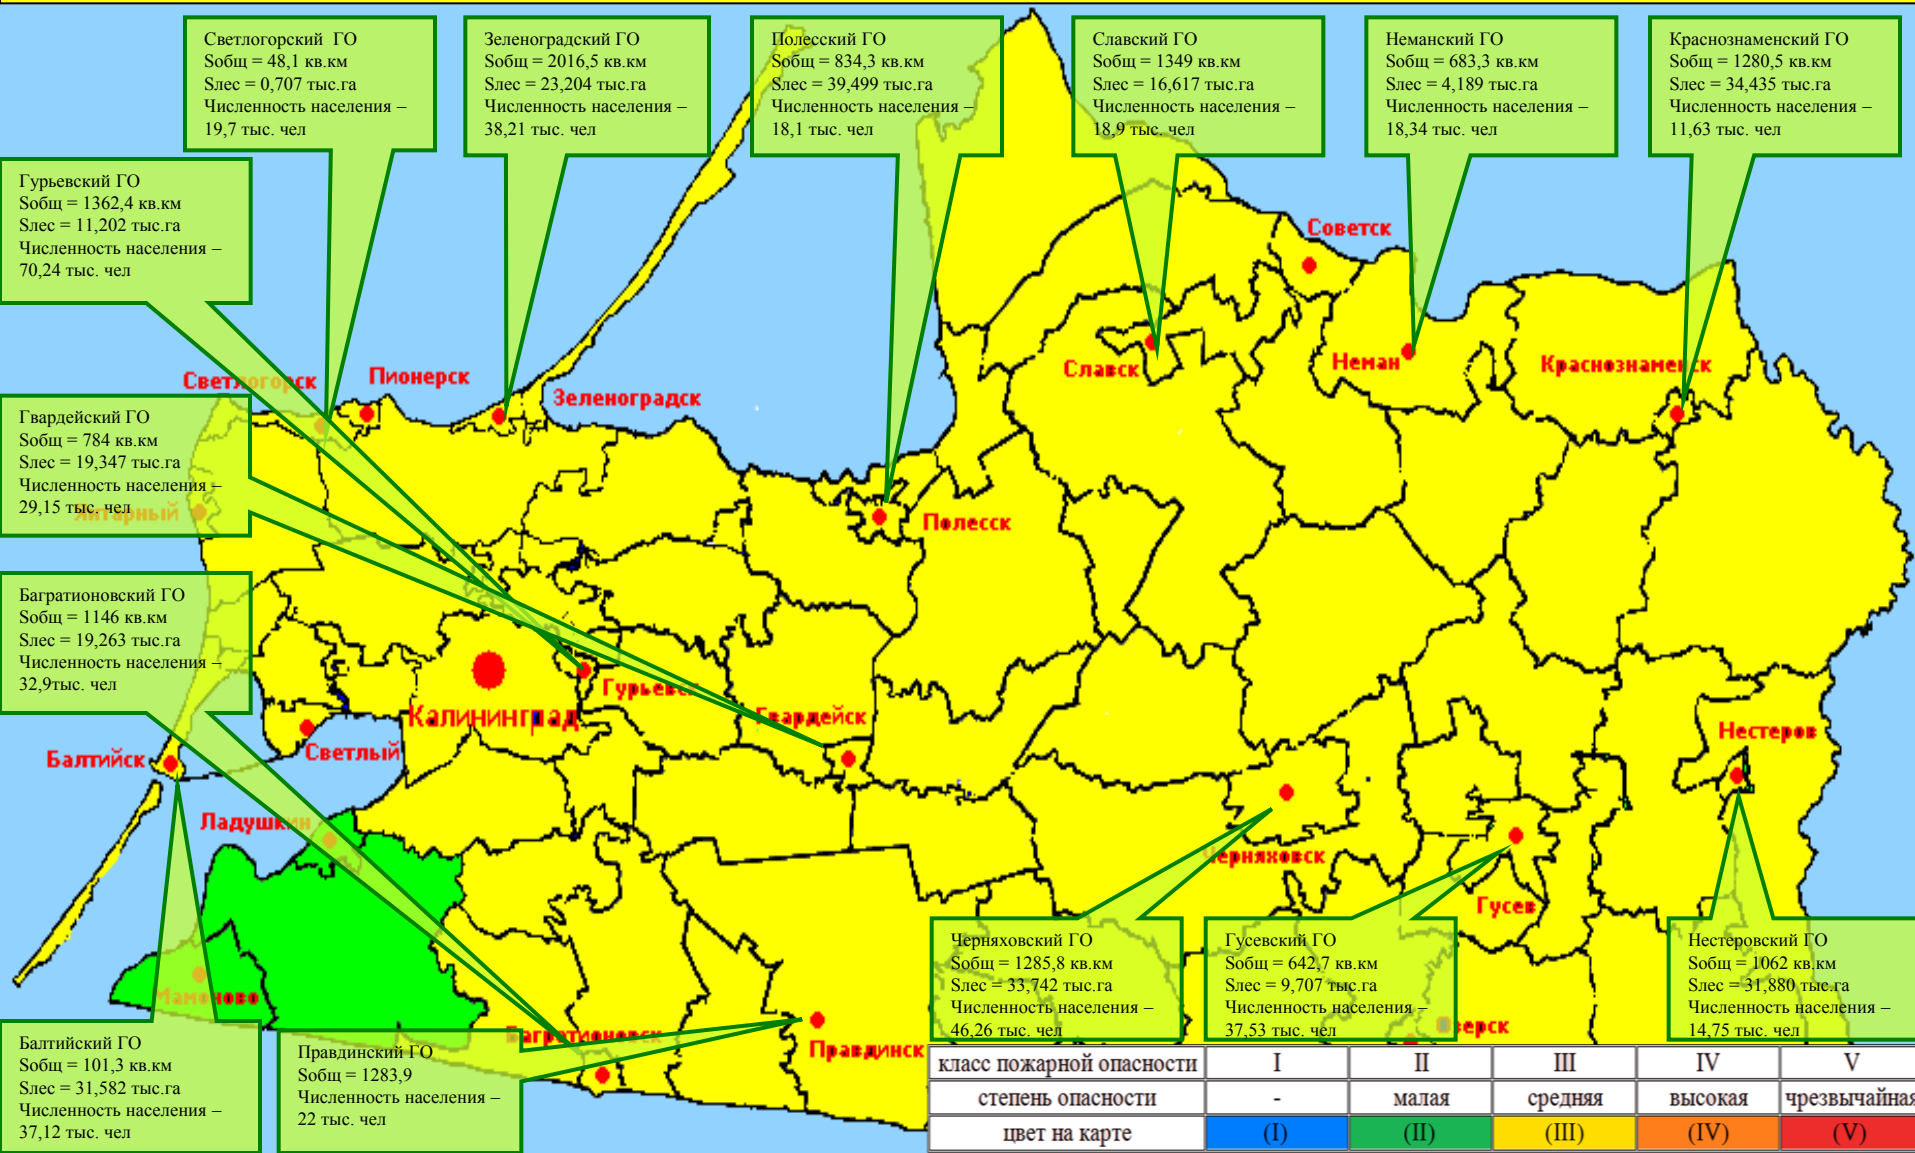 Светлогорский ГО
Sобщ = 48,1 кв.км
Sлес = 0,707 тыс.га
Численность населения –
19,7 тыс. чел
Зеленоградский ГО
Sобщ = 2016,5 кв.км
Sлес = 23,204 тыс.га
Численность населения –
38,21 тыс. чел
Полесский ГО
Sобщ = 834,3 кв.км
Sлес = 39,499 тыс.га
Численность населения –
18,1 тыс. чел
Славский ГО
Sобщ = 1349 кв.км
Sлес = 16,617 тыс.га
Численность населения –
18,9 тыс. чел
Неманский ГО
Sобщ = 683,3 кв.км
Sлес = 4,189 тыс.га
Численность населения –
18,34 тыс. чел
Краснознаменский ГО
Sобщ = 1280,5 кв.км
Sлес = 34,435 тыс.га
Численность населения –
11,63 тыс. чел
Гурьевский ГО
Sобщ = 1362,4 кв.км
Sлес = 11,202 тыс.га
Численность населения –
70,24 тыс. чел
Советск
Светлогорск
Пионерск
Зеленоградск
Славск
Неман
Краснознаменск
Гвардейский ГО
Sобщ = 784 кв.км
Sлес = 19,347 тыс.га
Численность населения –
29,15 тыс. чел
Янтарный
Полесск
Багратионовский ГО
Sобщ = 1146 кв.км
Sлес = 19,263 тыс.га
Численность населения –
32,9тыс. чел
Гурьевск
Калининград
Гвардейск
Нестеров
Балтийск
Светлый
Ладушкин
Черняховск
Гусев
Мамоново
Багратионовск
Правдинск
Озерск
Черняховский ГО
Sобщ = 1285,8 кв.км
Sлес = 33,742 тыс.га
Численность населения –
46,26 тыс. чел
Гусевский ГО
Sобщ = 642,7 кв.км
Sлес = 9,707 тыс.га
Численность населения –
37,53 тыс. чел
Нестеровский ГО
Sобщ = 1062 кв.км
Sлес = 31,880 тыс.га
Численность населения –
14,75 тыс. чел
Балтийский ГО
Sобщ = 101,3 кв.км
Sлес = 31,582 тыс.га
Численность населения –
37,12 тыс. чел
Правдинский ГО
Sобщ = 1283,9
Численность населения –
22 тыс. чел
класс пожарной опасности I II III IV V
степень опасности - малая средняя высокая чрезвычайная
цвет на карте (I) (II) (III) (IV) (V)